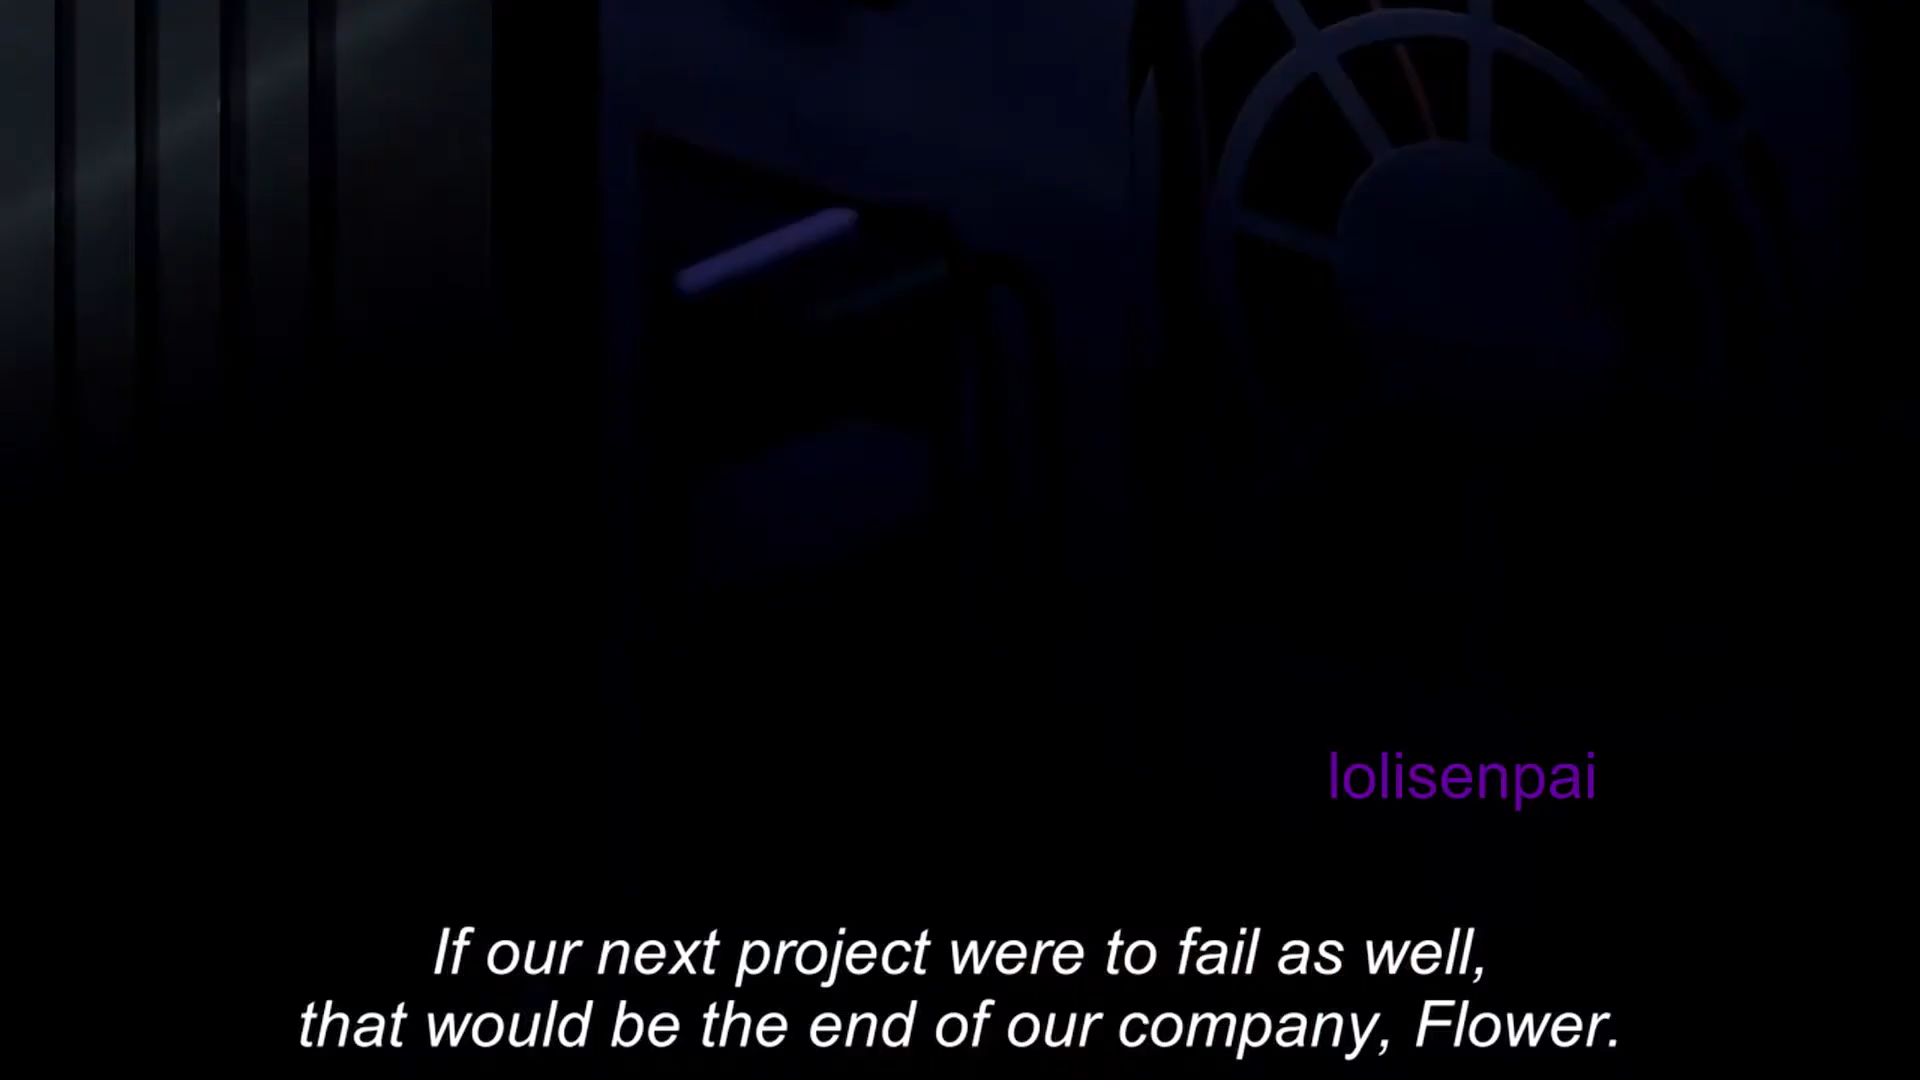 lolisenpai
If our next project were to fail as well,
that would be the end of our company, Flower.